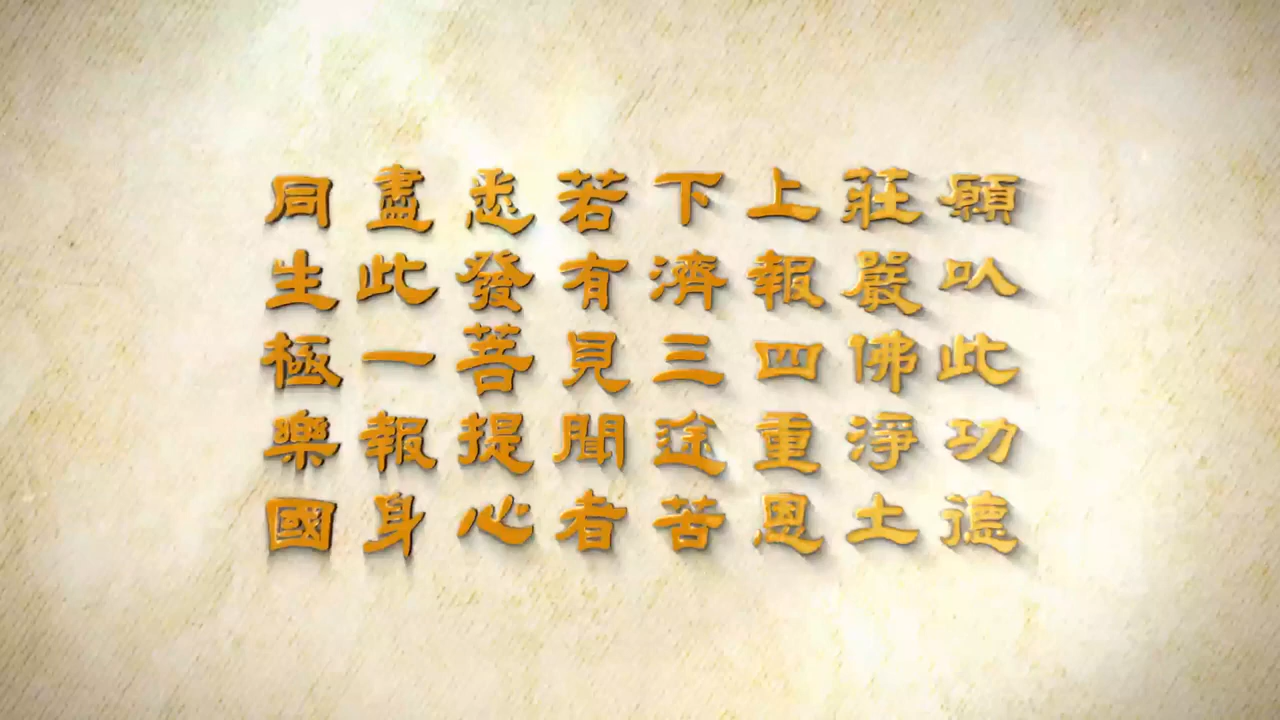 願以此功德
莊嚴佛淨土
上報四重恩
下濟三途苦
若有見聞者
悉發菩提心
盡此一報身
同生極樂國